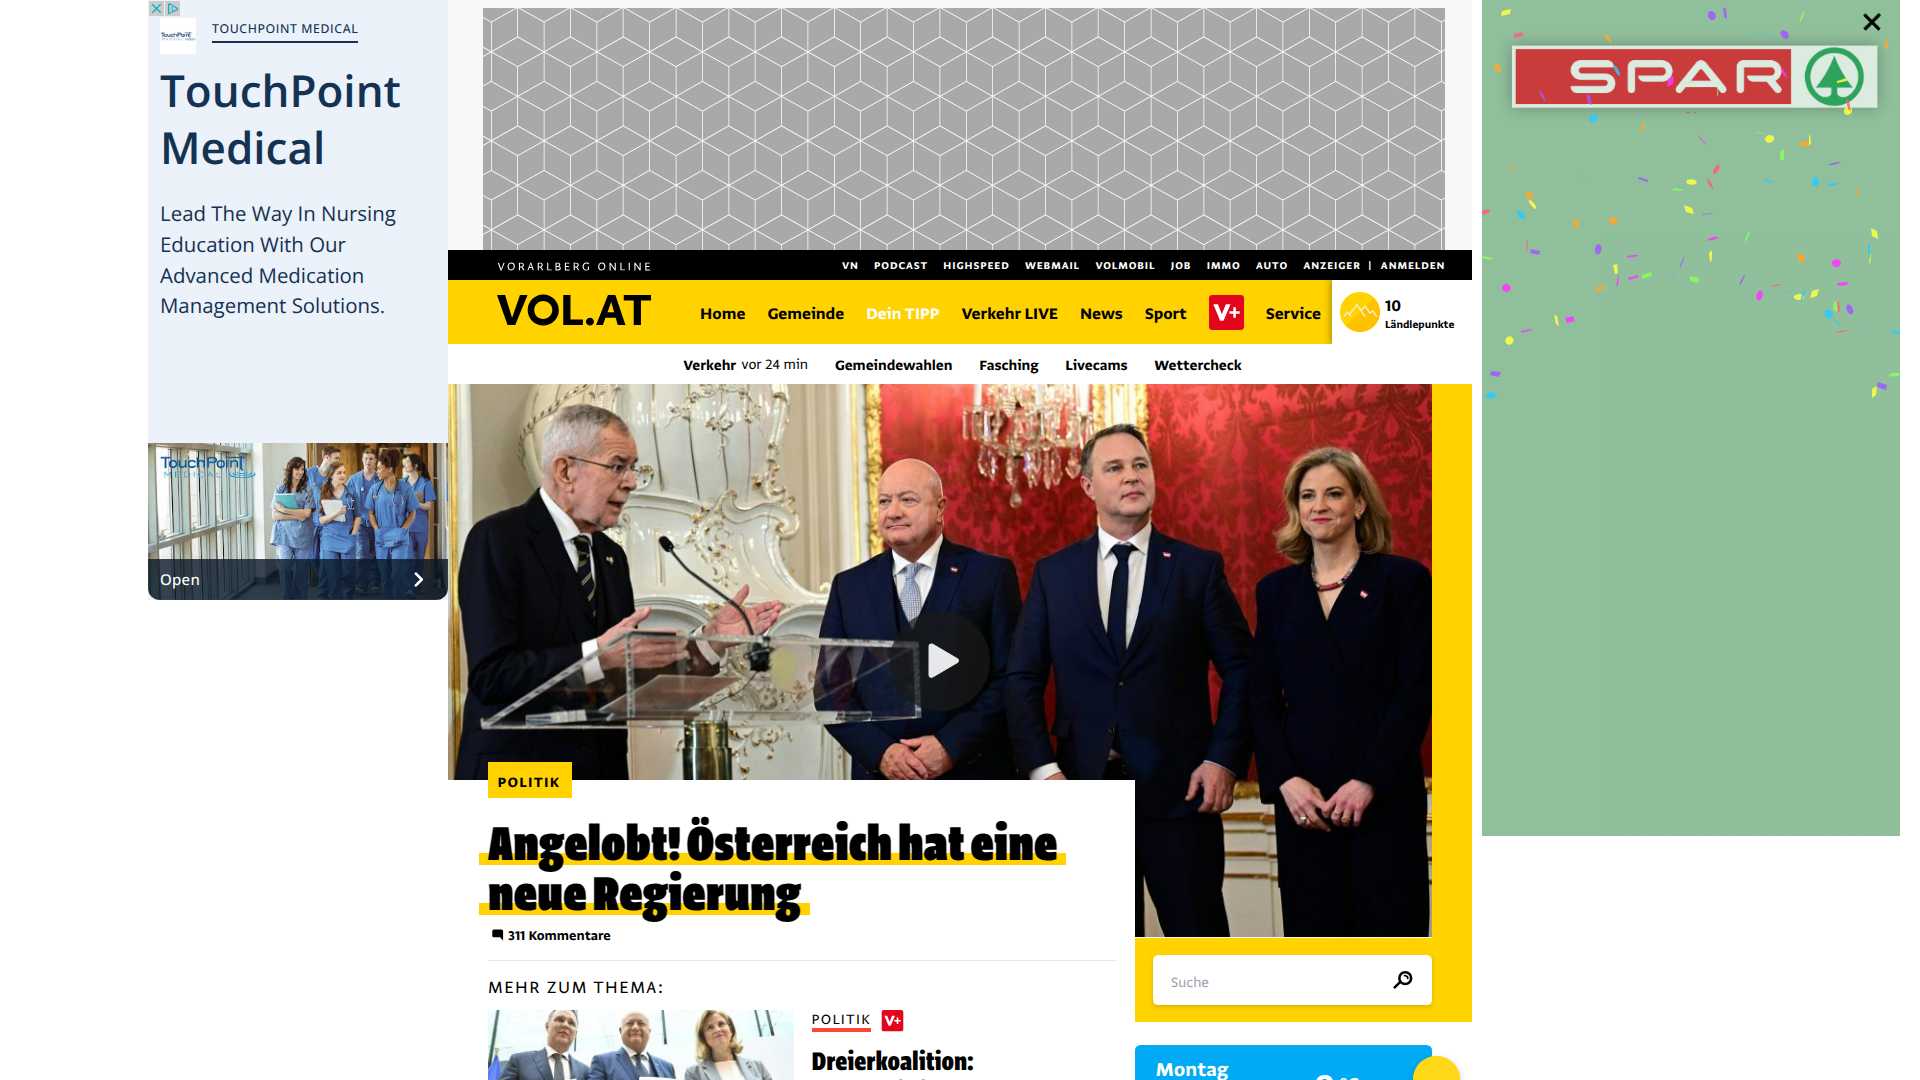 TOUCHPOINT MEDICAL
TouchPoint
Medical
Lead The Way In Nursing
Education With Our
Advanced Medication
Management Solutions.
TouchPoint
MEDICAL
Open
SPAR
VORARLBERG ONLINE
VN PODCAST HIGHSPEED WEBMAIL VOLMOBIL JOB IMMO AUTO ANZEIGER | ANMELDEN
VOL.AT
Home Gemeinde Dein TIPP Verkehr LIVE News Sport V+ Service
10
Ländlepunkte
Verkehr vor 24 min Gemeindewahlen Fasching Livecams Wettercheck
POLITIK
Angelobt! Österreich hat eine
neue Regierung
311 Kommentare
MEHR ZUM THEMA:
POLITIK V+
Dreierkoalition:
Suche
Montag